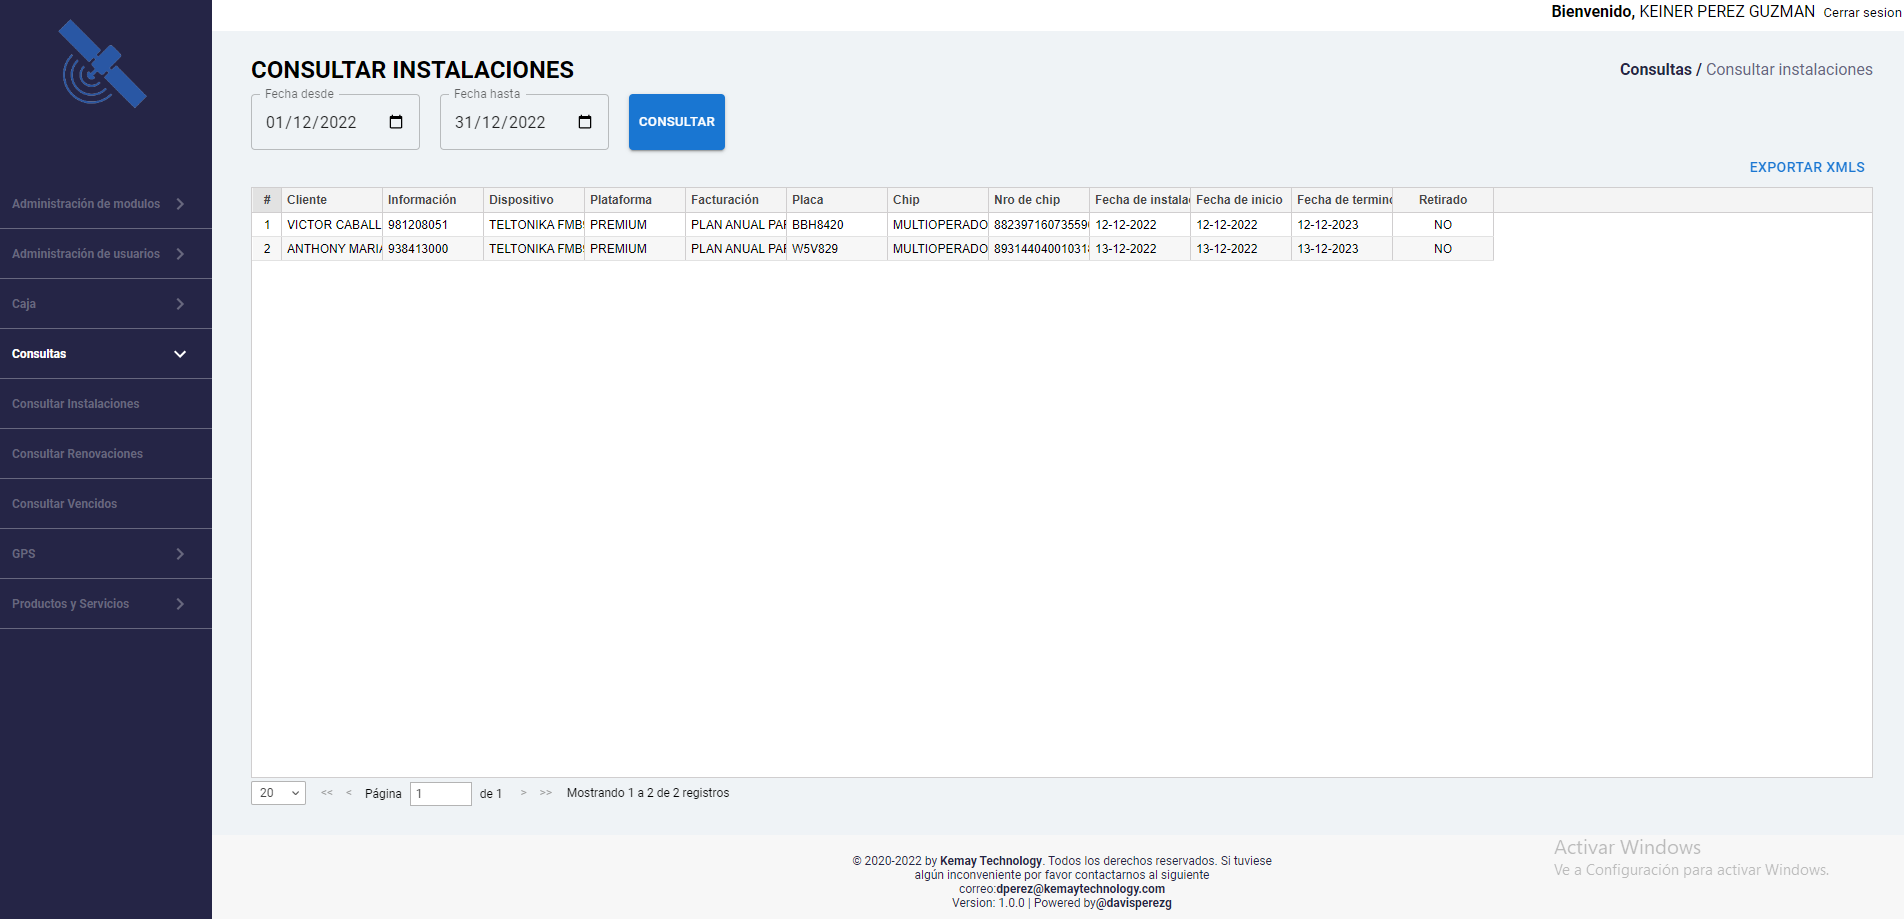 Bienvenido, KEINER PEREZ GUZMAN Cerrar sesion
CONSULTAR INSTALACIONES
Consultas / Consultar instalaciones
Fecha desde
01/12/2022
Fecha hasta
31/12/2022
CONSULTAR
EXPORTAR XMLS
Administración de modulos
Administración de usuarios
Caja
Consultas
Consultar Instalaciones
Consultar Renovaciones
Consultar Vencidos
GPS
Productos y Servicios
# Cliente Información Dispositivo Plataforma Facturación Placa Chip Nro de chip Fecha de instala Fecha de inicio Fecha de termino Retirado
1 VICTOR CABALL 981208051 TELTONIKA FMB PREMIUM PLAN ANUAL PAR BBH8420 MULTIOPERADO 88239716073559 12-12-2022 12-12-2022 12-12-2023 NO
2 ANTHONY MARIA 938413000 TELTONIKA FMB PREMIUM PLAN ANUAL PAR W5V829 MULTIOPERADO 89314404001031 13-12-2022 13-12-2022 13-12-2023 NO
20 << < Página 1 de 1 > >> Mostrando 1 a 2 de 2 registros
© 2020-2022 by Kemay Technology. Todos los derechos reservados. Si tuviese
algún inconveniente por favor contactarnos al siguiente
correo:dperez@kemaytechnology.com
Version: 1.0.0 | Powered by@davisperezg
Activar Windows
Ve a Configuración para activar Windows.